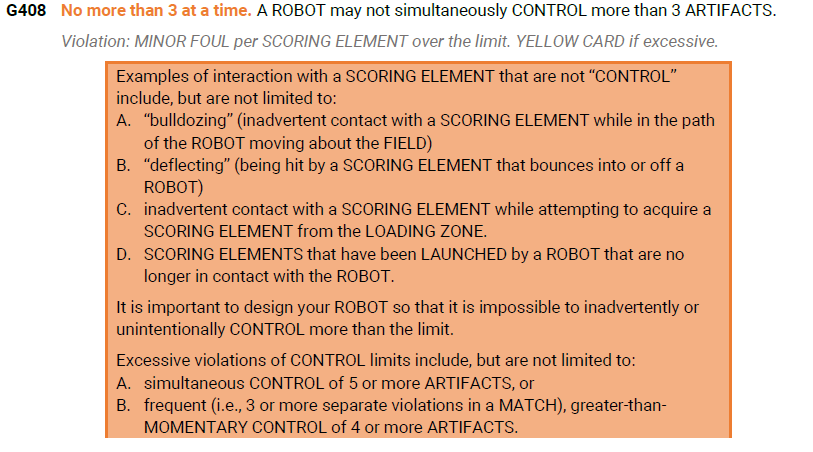 G408 No more than 3 at a time. A ROBOT may not simultaneously CONTROL more than 3 ARTIFACTS.
Violation: MINOR FOUL per SCORING ELEMENT over the limit. YELLOW CARD if excessive.
Examples of interaction with a SCORING ELEMENT that are not “CONTROL”
include, but are not limited to:
A. “bulldozing” (inadvertent contact with a SCORING ELEMENT while in the path
of the ROBOT moving about the FIELD)
B. “deflecting” (being hit by a SCORING ELEMENT that bounces into or off a
ROBOT)
C. inadvertent contact with a SCORING ELEMENT while attempting to acquire a
SCORING ELEMENT from the LOADING ZONE.
D. SCORING ELEMENTS that have been LAUNCHED by a ROBOT that are no
longer in contact with the ROBOT.
It is important to design your ROBOT so that it is impossible to inadvertently or
unintentionally CONTROL more than the limit.
Excessive violations of CONTROL limits include, but are not limited to:
A. simultaneous CONTROL of 5 or more ARTIFACTS, or
B. frequent (i.e., 3 or more separate violations in a MATCH), greater-than-
MOMENTARY CONTROL of 4 or more ARTIFACTS.